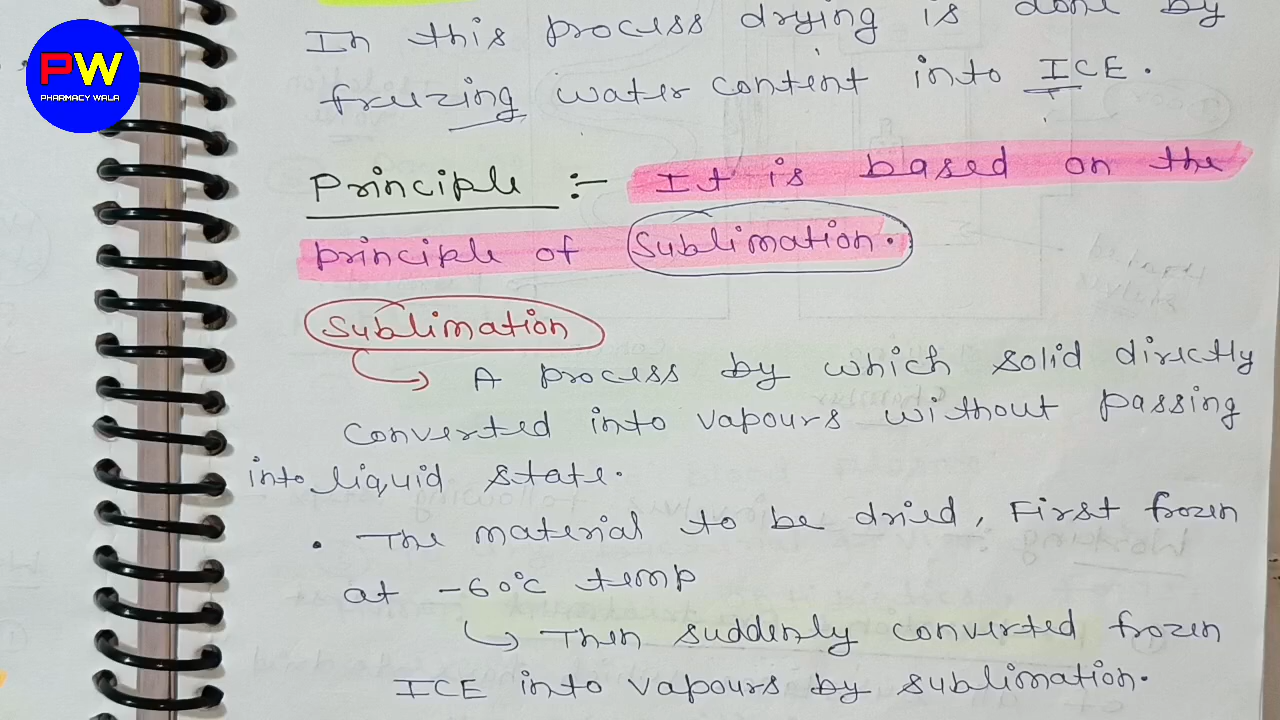 PW
PHARMACY WALA
In this process drying is done by
freezing water content into ICE.
Principle :- It is based on the
principle of Sublimation.
Sublimation
A process by which solid directly
converted into vapours without passing
into liquid state.
. The material to be dried, First frozen
at -60°C temp
Then suddenly converted frozen
ICE into vapours by sublimation.